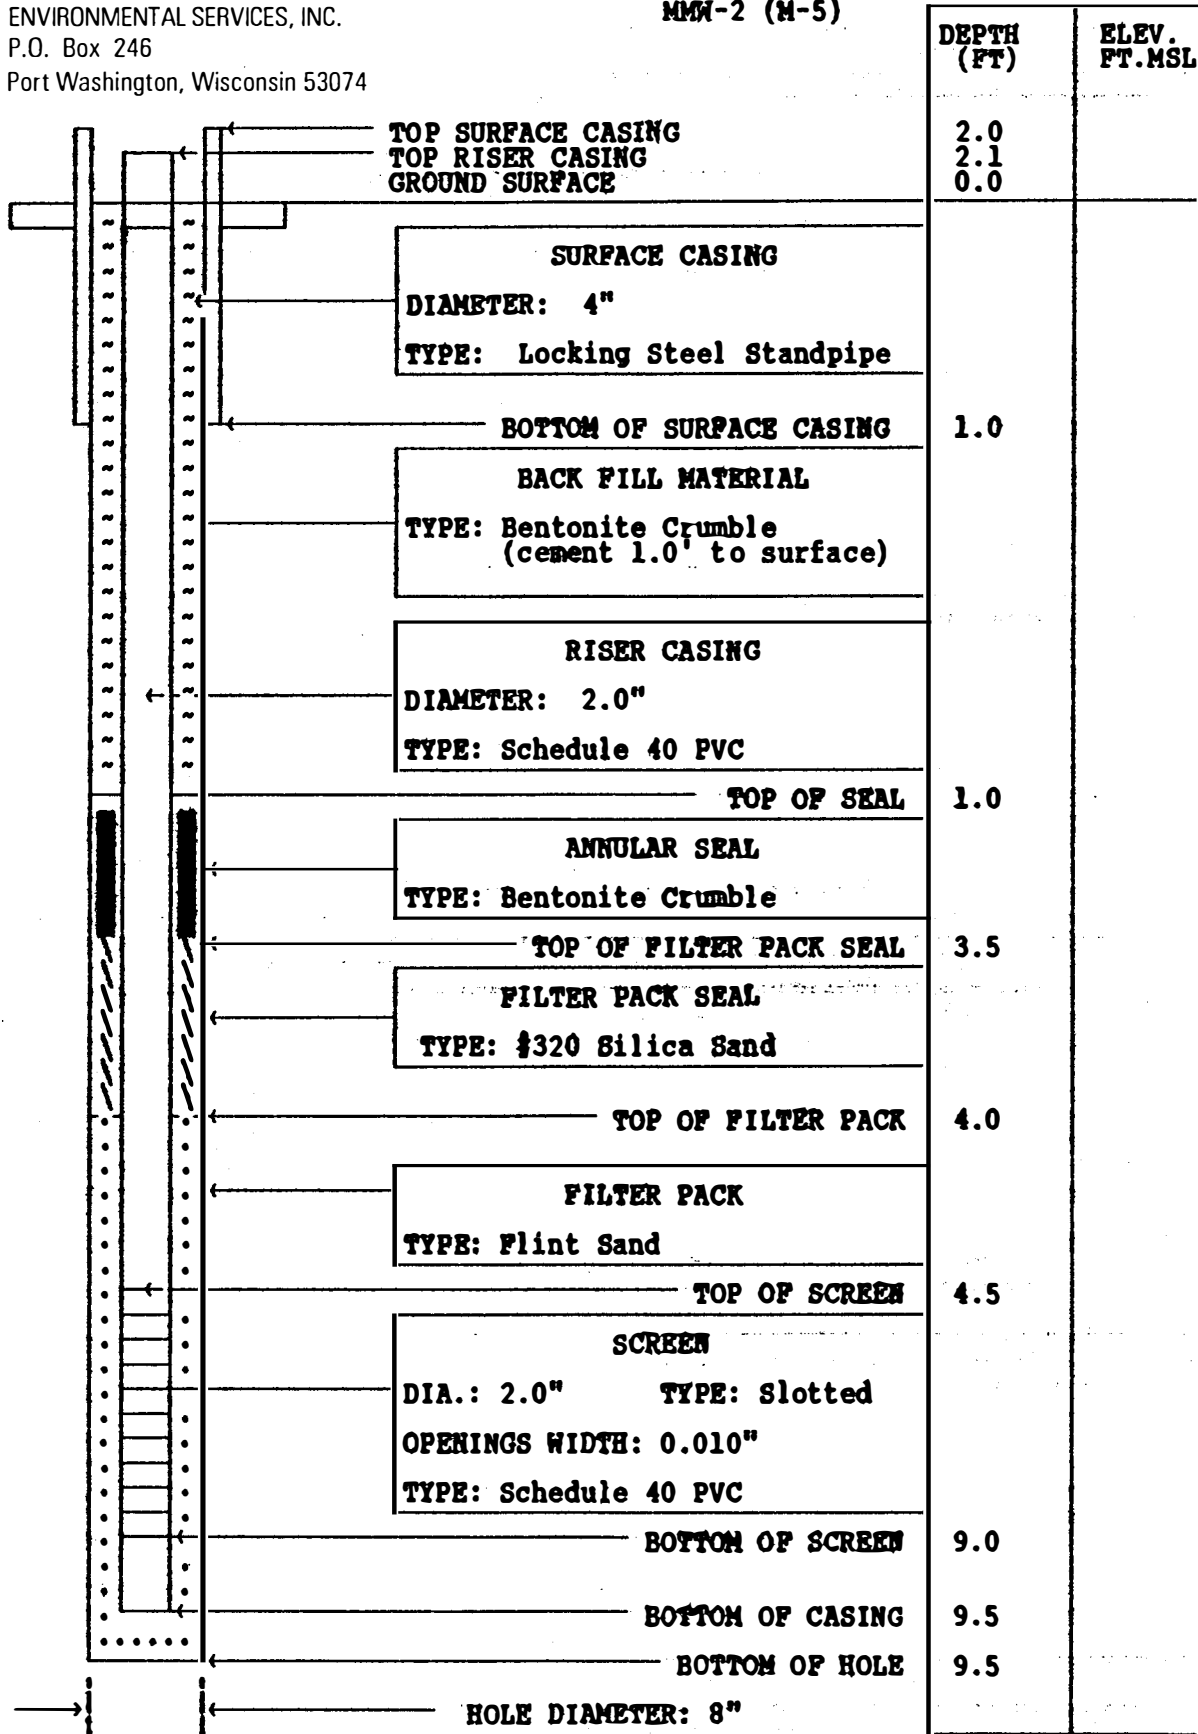 ENVIRONMENTAL SERVICES, INC.
P.O. Box 246
Port Washington, Wisconsin 53074
MMW-2 (M-5)
DEPTH (FT)
ELEV. FT.MSL
TOP SURFACE CASING 2.0
TOP RISER CASING 2.1
GROUND SURFACE 0.0
SURFACE CASING
DIAMETER: 4"
TYPE: Locking Steel Standpipe
BOTTOM OF SURFACE CASING 1.0
BACK FILL MATERIAL
TYPE: Bentonite Crumble
(cement 1.0' to surface)
RISER CASING
DIAMETER: 2.0"
TYPE: Schedule 40 PVC
TOP OF SEAL 1.0
ANNULAR SEAL
TYPE: Bentonite Crumble
TOP OF FILTER PACK SEAL 3.5
FILTER PACK SEAL
TYPE: #320 Silica Sand
TOP OF FILTER PACK 4.0
FILTER PACK
TYPE: Flint Sand
TOP OF SCREEN 4.5
SCREEN
DIA.: 2.0" TYPE: Slotted
OPENINGS WIDTH: 0.010"
TYPE: Schedule 40 PVC
BOTTOM OF SCREEN 9.0
BOTTOM OF CASING 9.5
BOTTOM OF HOLE 9.5
HOLE DIAMETER: 8"